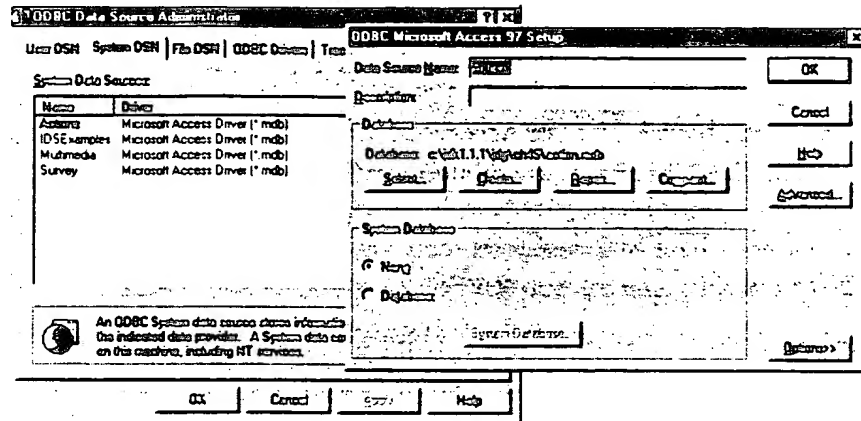 ODBC Data Source Administrator
User DSN System DSN File DSN ODBC Drivers
System Data Sources:
Name Driver
Microsoft Access Driver (*.mdb)
IDSExamples Microsoft Access Driver (*.mdb)
Multimedia Microsoft Access Driver (*.mdb)
Survey Microsoft Access Driver (*.mdb)
An ODBC System data source stores
the indicated data provider. A System data
on this machine, including NT services.
OK Cancel Apply Help
ODBC Microsoft Access 97 Setup
Data Source Name:
Description:
Database
Database:
Select... Create... Repair... Compact...
System Database
None
Database:
System Database...
OK
Cancel
Help
Advanced...
Options>>